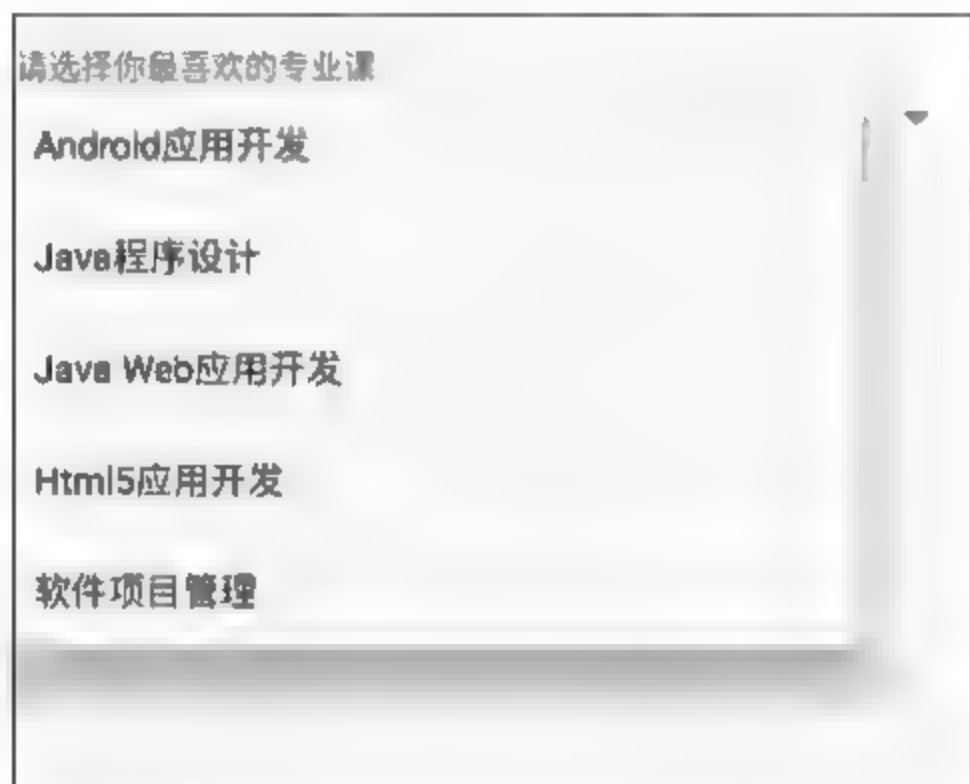 请选择你最喜欢的专业课
Android应用开发
Java程序设计
Java Web应用开发
Html5应用开发
软件项目管理